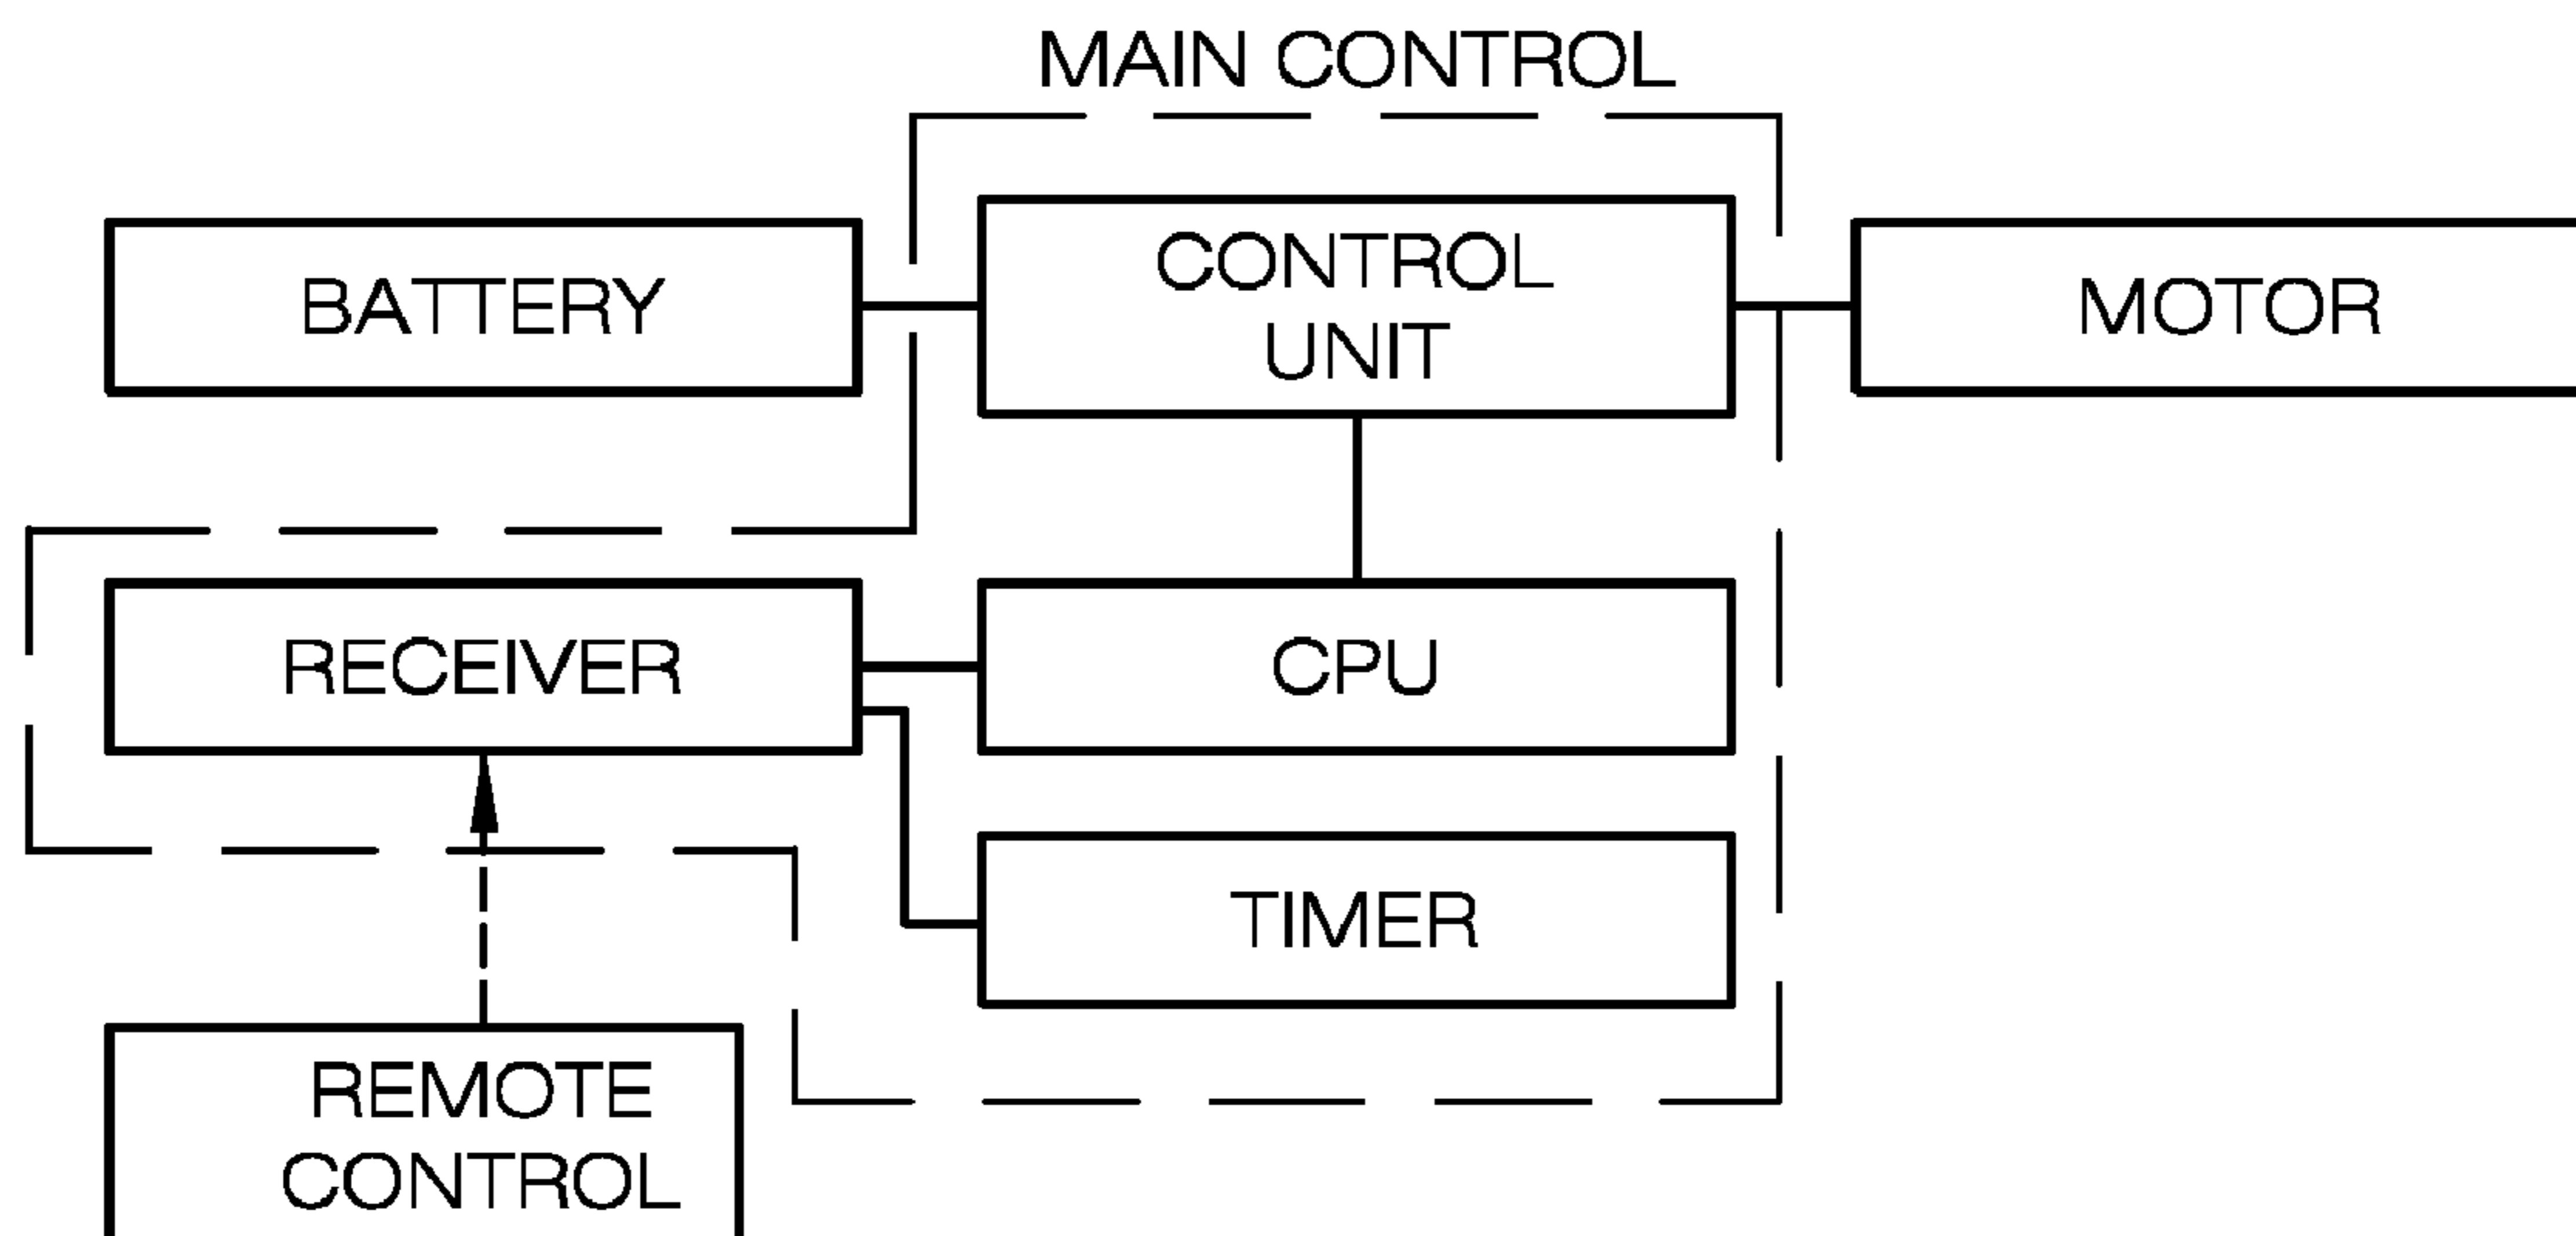 MAIN CONTROL
BATTERY
CONTROL
UNIT
MOTOR
RECEIVER
CPU
TIMER
REMOTE
CONTROL